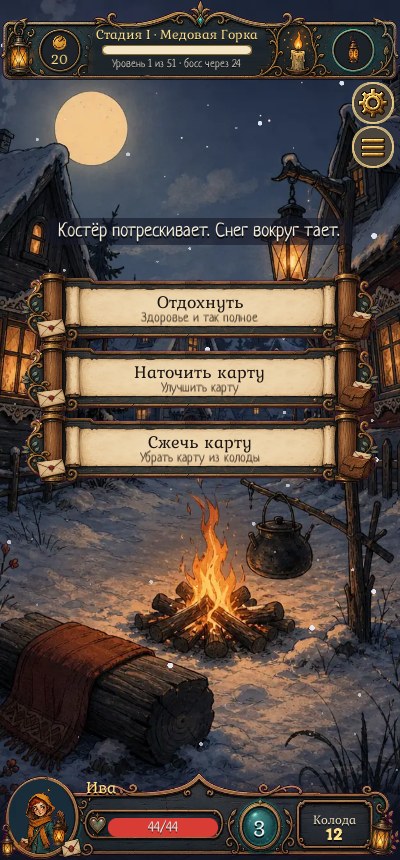 Стадия I · Медовая Горка
20
Уровень 1 из 51 · босс через 24
Костёр потрескивает. Снег вокруг тает.
Отдохнуть
Здоровье и так полное
Наточить карту
Улучшить карту
Сжечь карту
Убрать карту из колоды
Ива
44/44
3
Колода
12